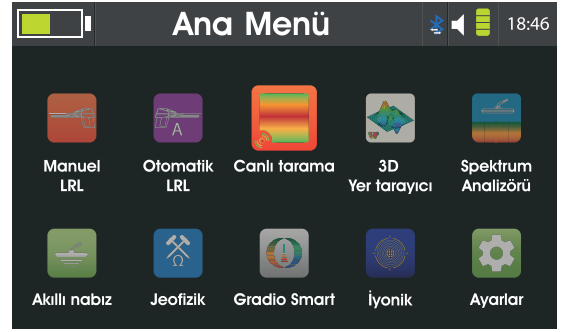 Ana Menü
18:46
A
Manuel
LRL
Otomatik
LRL
Canlı tarama
3D
Yer tarayıcı
Spektrum
Analizörü
Akıllı nabız
Ω
Jeofizik
Gradio Smart
İyonik
Ayarlar